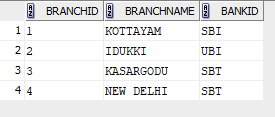 BRANCHID BRANCHNAME BANKID
1 1 KOTTAYAM SBI
2 2 IDUKKI UBI
3 3 KASARGODU SBT
4 4 NEW DELHI SBT